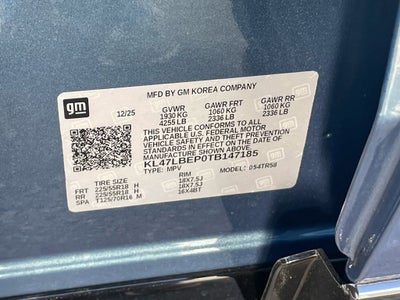 MFD BY GM KOREA COMPANY
gm
12/25 GVWR GAWR FRT GAWR RR
1930 KG 1060 KG 1060 KG
4255 LB 2336 LB 2336 LB
THIS VEHICLE CONFORMS TO ALL
APPLICABLE U.S. FEDERAL MOTOR
VEHICLE SAFETY AND THEFT
PREVENTION STANDARDS IN
EFFECT ON THE DATE OF
MANUFACTURE SHOWN ABOVE.
KL47LBEP0TB147185
TYPE: MPV MODEL: BS4TR58
TIRE SIZE RIM
FRT 225/55R18 H 18X7.5J
RR 225/55R18 H 18X7.5J
SPA T125/70R16 M 16X4BT